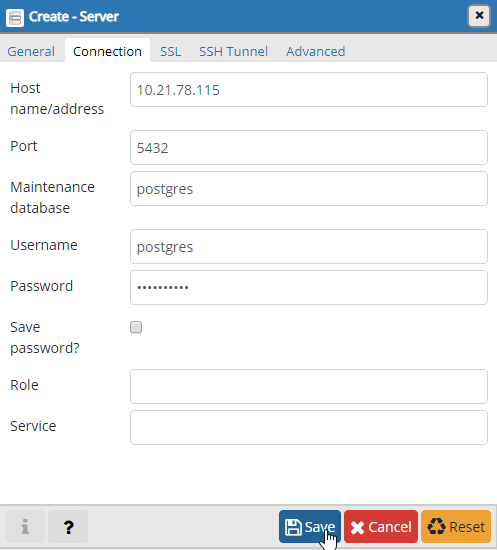 Create - Server
General Connection SSL SSH Tunnel Advanced
Host
name/address
10.21.78.115
Port
5432
Maintenance
database
postgres
Username
postgres
Password
••••••••••
Save
password?
Role
Service
i ? Save Cancel Reset